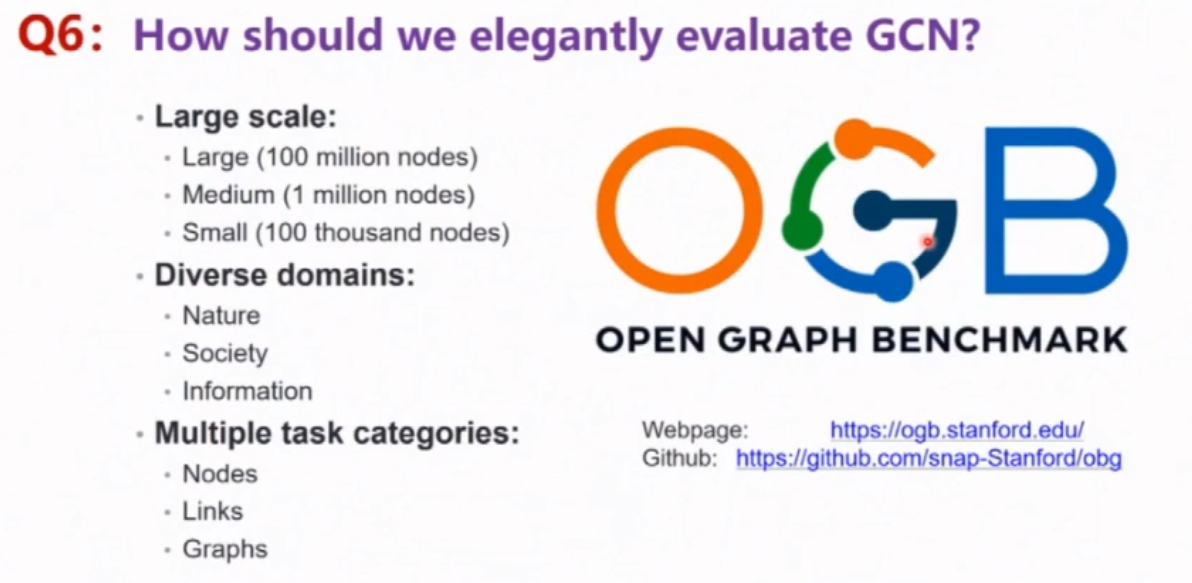 Q6: How should we elegantly evaluate GCN?
· Large scale:
· Large (100 million nodes)
· Medium (1 million nodes)
· Small (100 thousand nodes)
· Diverse domains:
· Nature
· Society
· Information
· Multiple task categories:
· Nodes
· Links
· Graphs
OGB
OPEN GRAPH BENCHMARK
Webpage: https://ogb.stanford.edu/
Github: https://github.com/snap-Stanford/obg